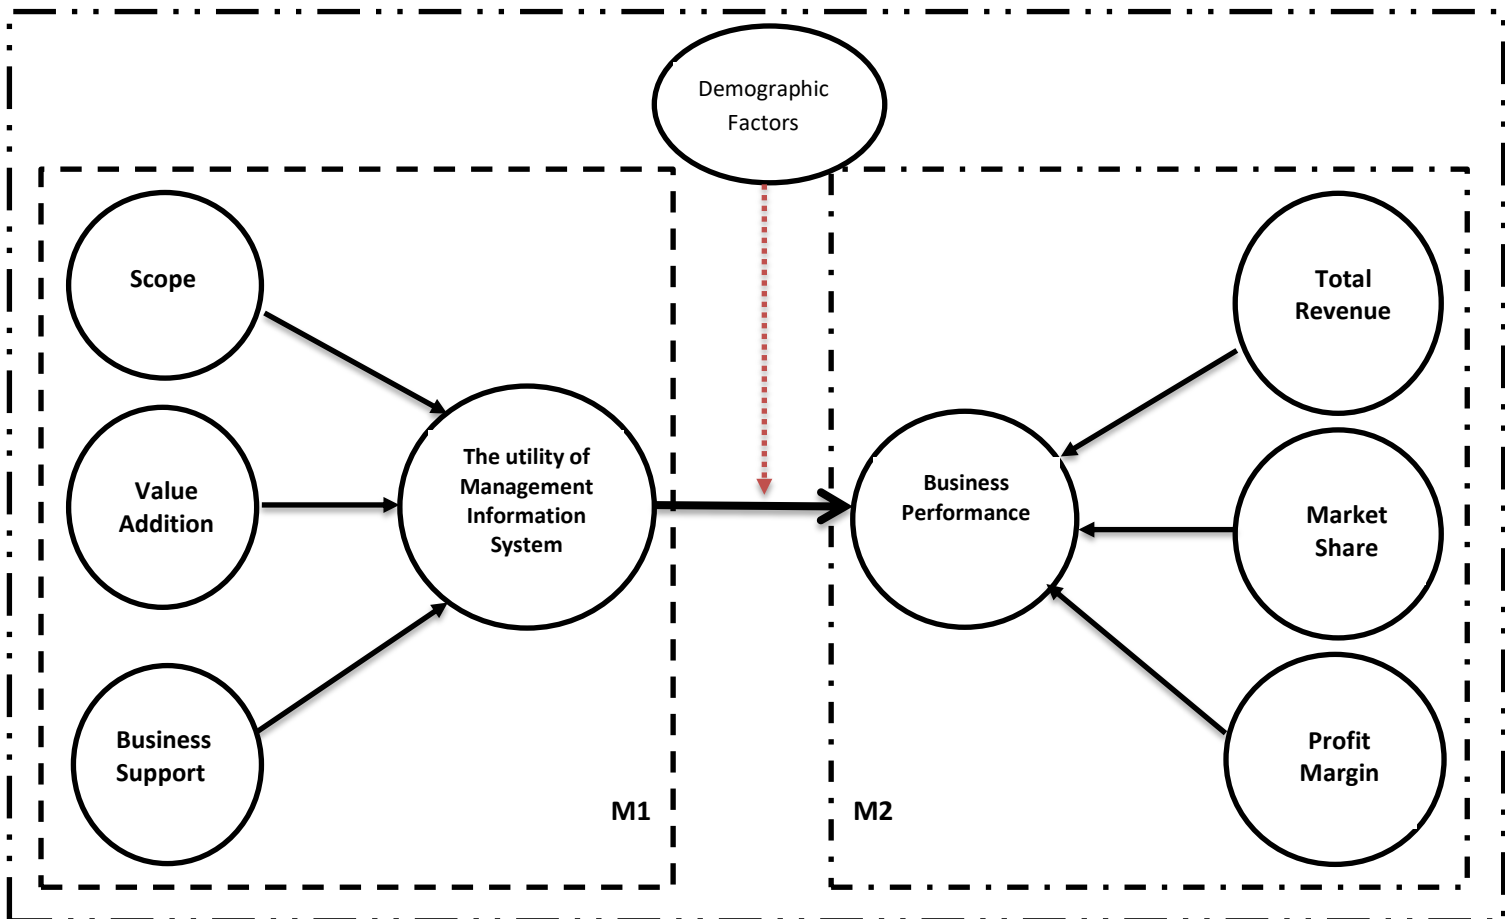 Demographic
Factors
Scope
Value
Addition
Business
Support
The utility of
Management
Information
System
M1
Business
Performance
M2
Total
Revenue
Market
Share
Profit
Margin